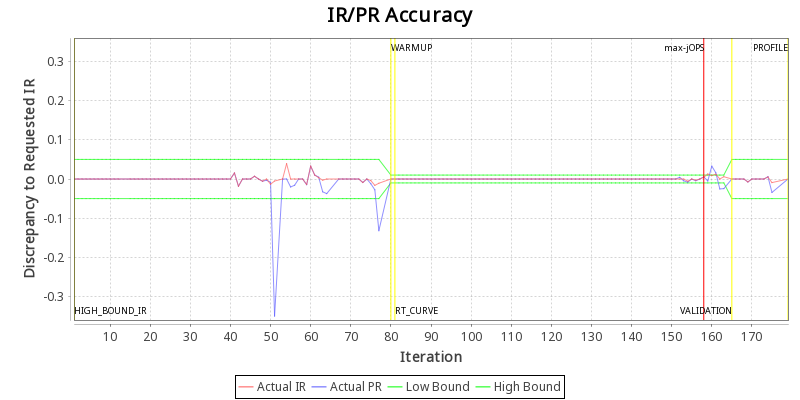 IR/PR Accuracy
Discrepancy to Requested IR
0.3
0.2
0.1
0.0
-0.1
-0.2
-0.3
WARMUP
max-jOPS
PROFILE
HIGH_BOUND_IR
RT_CURVE
VALIDATION
10 20 30 40 50 60 70 80 90 100 110 120 130 140 150 160 170
Iteration
Actual IR Actual PR Low Bound High Bound